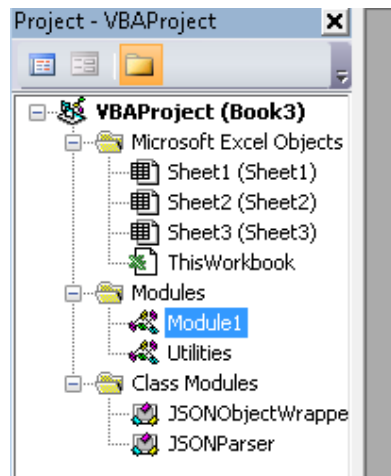 Project - VBAProject
VBAProject (Book3)
Microsoft Excel Objects
Sheet1 (Sheet1)
Sheet2 (Sheet2)
Sheet3 (Sheet3)
ThisWorkbook
Modules
Module1
Utilities
Class Modules
JSONObjectWrappe
JSONParser